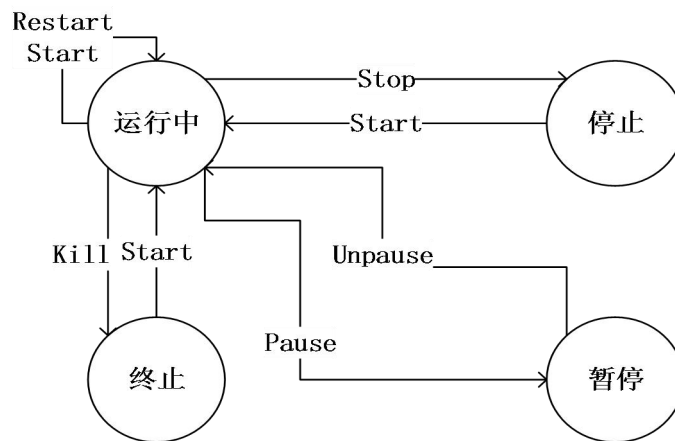 Restart
Start
Stop
运行中
Start
停止
Kill
Start
Unpause
Pause
终止
暂停